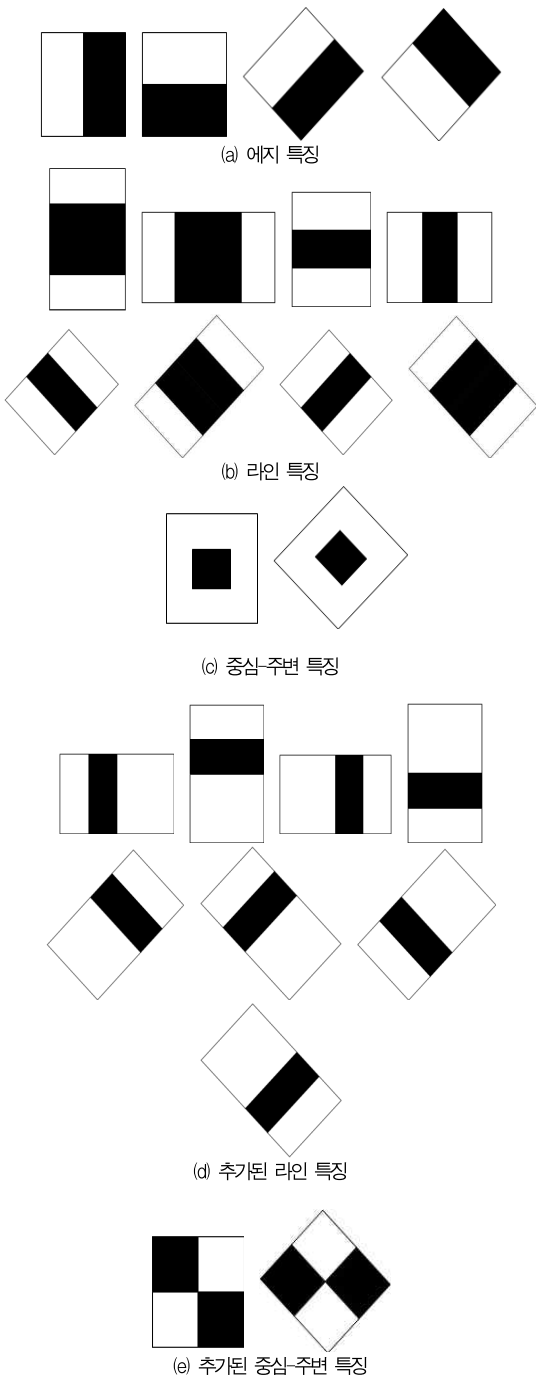 (a) 에지 특징
(b) 라인 특징
(c) 중심-주변 특징
(d) 추가된 라인 특징
(e) 추가된 중심-주변 특징